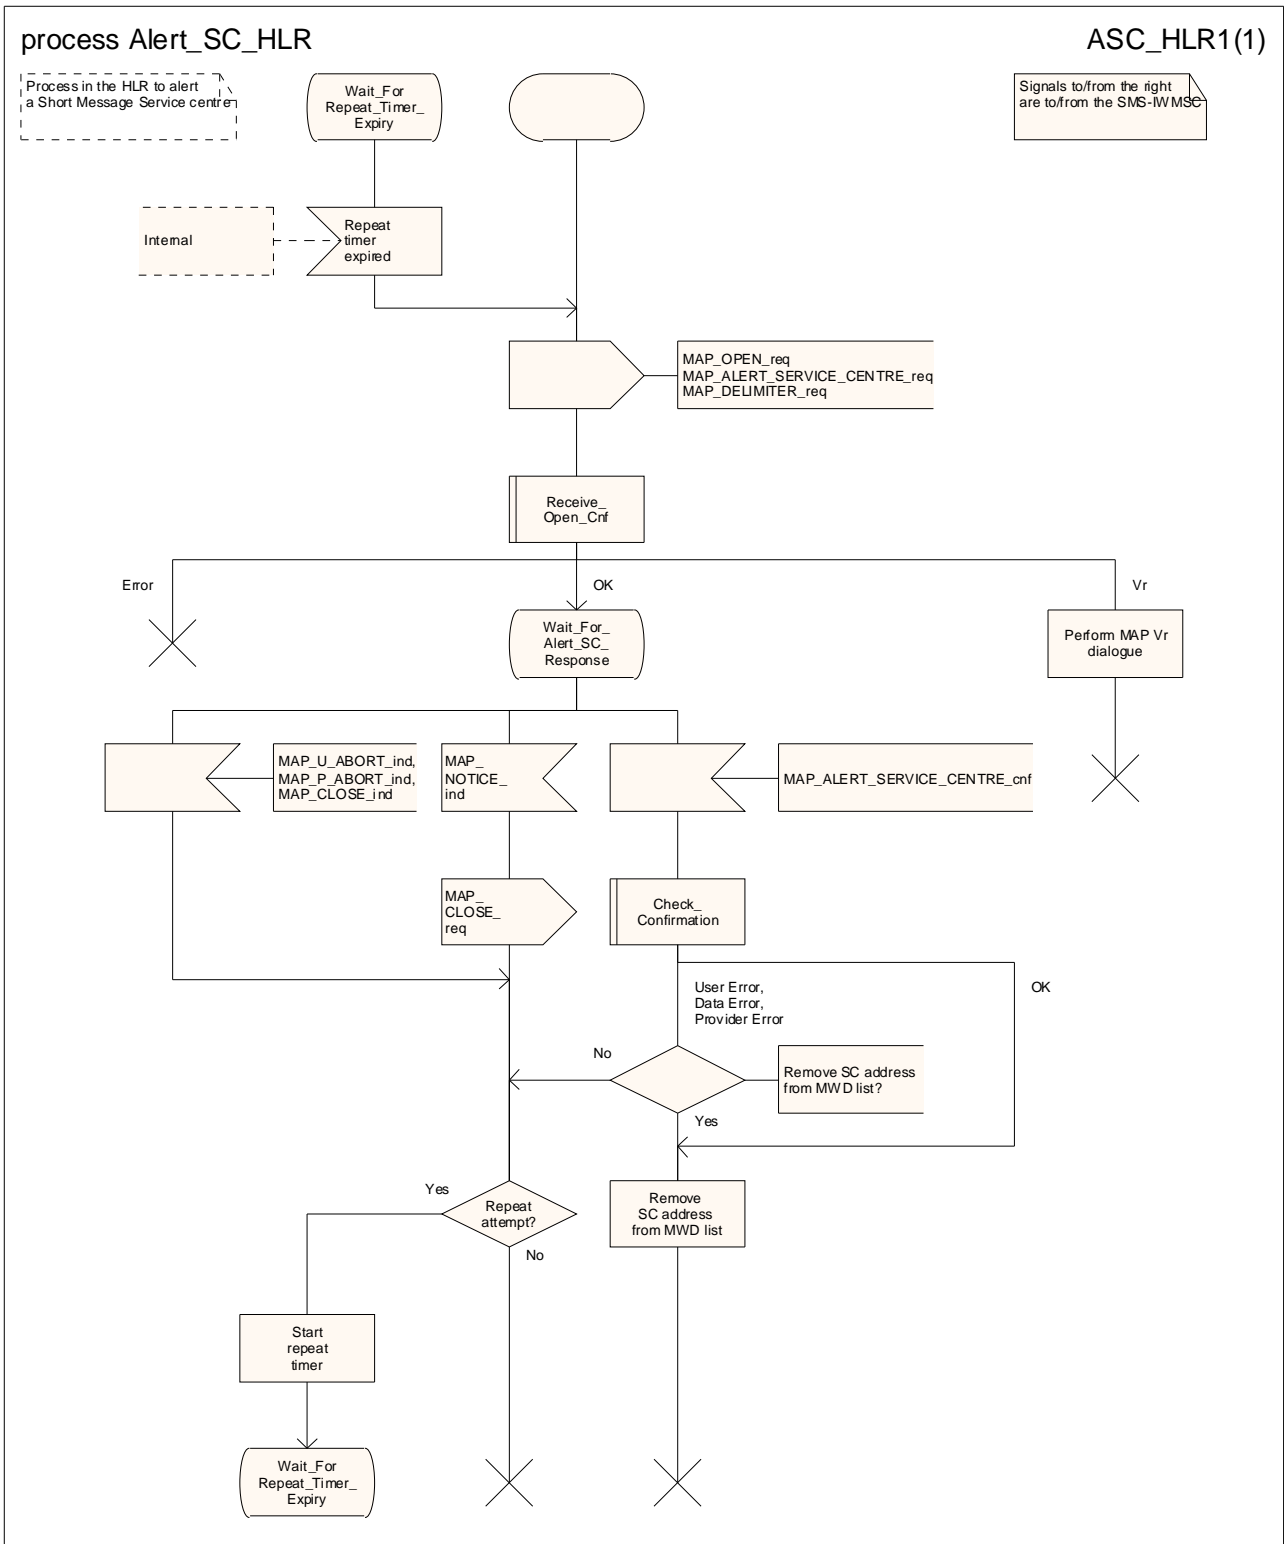 process Alert_SC_HLR
ASC_HLR1(1)
Process in the HLR to alert
a Short Message Service centre
Wait_For
Repeat_Timer_
Expiry
Signals to/from the right
are to/from the SMS-IWMSC
Internal
Repeat
timer
expired
MAP_OPEN_req
MAP_ALERT_SERVICE_CENTRE_req
MAP_DELIMITER_req
Receive_
Open_Cnf
Error
OK
Vr
Wait_For_
Alert_SC_
Response
Perform MAP Vr
dialogue
MAP_U_ABORT_ind,
MAP_P_ABORT_ind,
MAP_CLOSE_ind
MAP_
NOTICE_
ind
MAP_ALERT_SERVICE_CENTRE_cnf
MAP_
CLOSE_
req
Check_
Confirmation
User Error,
Data Error,
Provider Error
OK
No
Remove SC address
from MWD list?
Yes
Yes
Repeat
attempt?
No
Remove
SC address
from MWD list
Start
repeat
timer
Wait_For
Repeat_Timer_
Expiry